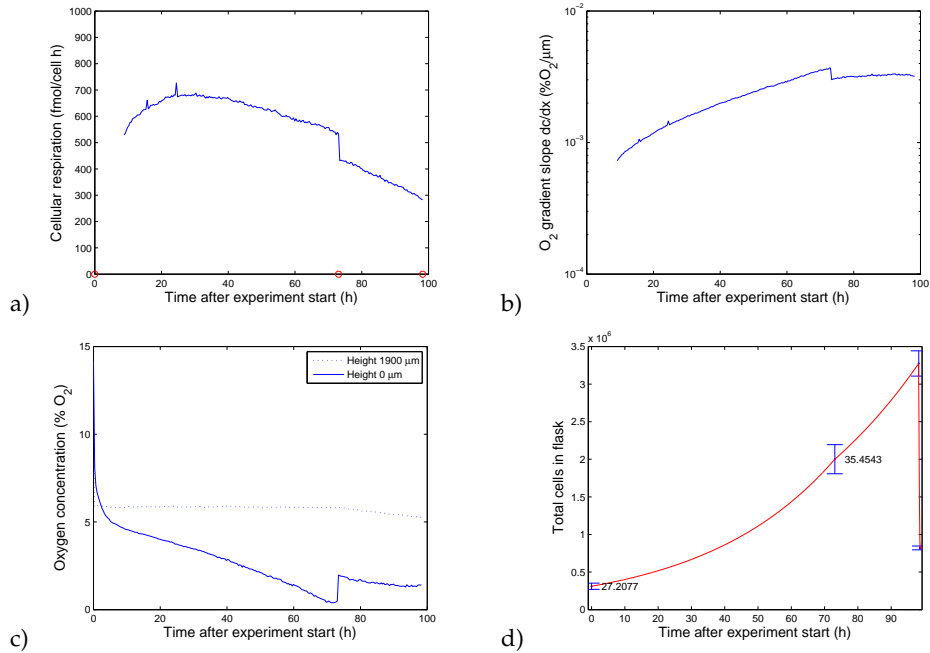 1000
900
800
700
600
500
400
300
200
100
0
0 20 40 60 80 100
Cellular respiration (fmol/cell h)
Time after experiment start (h)
a)
10⁻²
10⁻³
10⁻⁴
0 20 40 60 80 100
O₂ gradient slope dc/dx (%O₂/μm)
Time after experiment start (h)
b)
15
10
5
0
0 20 40 60 80 100
Oxygen concentration (% O₂)
Time after experiment start (h)
Height 1900 μm
Height 0 μm
c)
x 10⁶
3.5
3
2.5
2
1.5
1
0.5
0
0 10 20 30 40 50 60 70 80 90
Total cells in flask
Time after experiment start (h)
35.4543
27.2077
d)